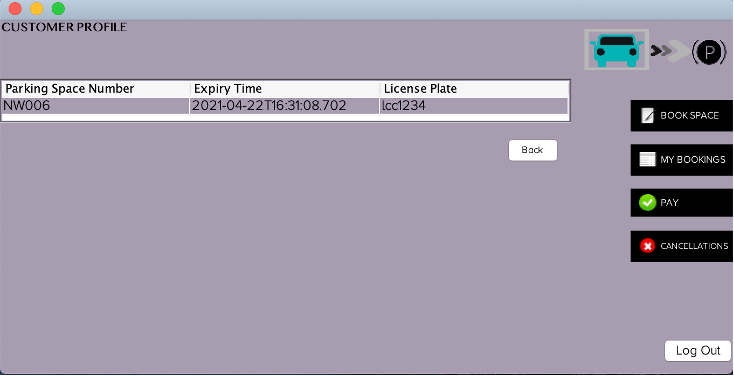 CUSTOMER PROFILE
(P)
Parking Space Number Expiry Time License Plate
NW006 2021-04-22T16:31:08.702 lcc1234
Back
BOOK SPACE
MY BOOKINGS
PAY
CANCELLATIONS
Log Out